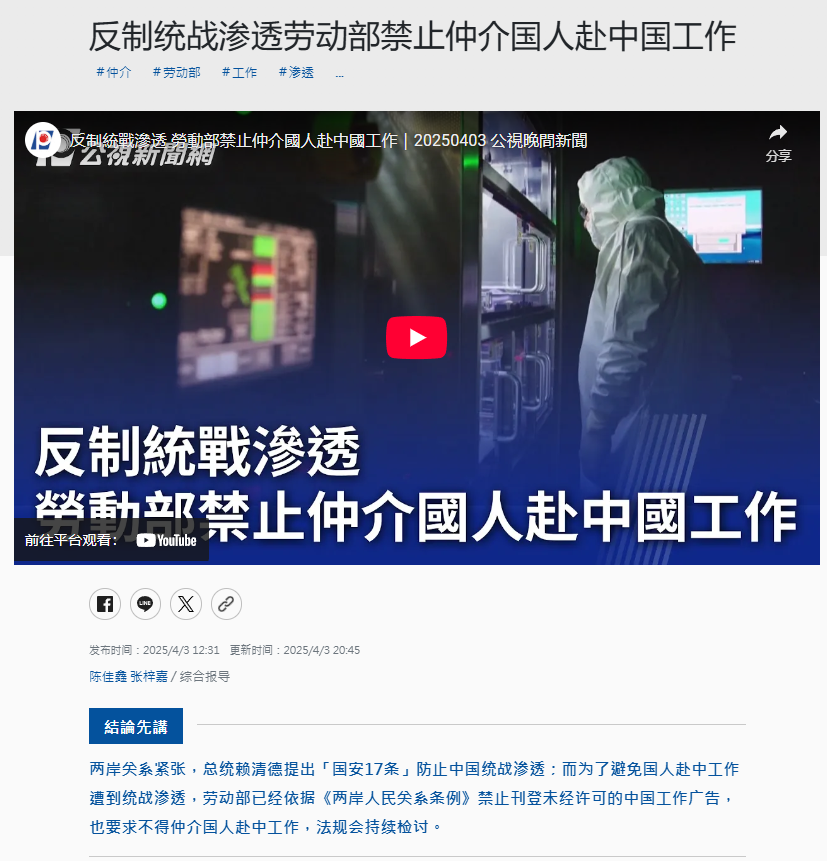 反制统战渗透劳动部禁止仲介国人赴中国工作
#仲介 #劳动部 #工作 #渗透 ...
反制統戰滲透 勞動部禁止仲介國人赴中國工作｜20250403 公視晚間新聞
公視新聞網
分享
反制統戰滲透
勞動部禁止仲介國人赴中國工作
前往平台观看： YouTube
LINE
发布时间：2025/4/3 12:31 更新时间：2025/4/3 20:45
陈佳鑫 张梓嘉 / 综合报导
結論先講
两岸关系紧张，总统赖清德提出「国安17条」防止中国统战渗透；而为了避免国人赴中工作
遭到统战渗透，劳动部已经依据《两岸人民关系条例》禁止刊登未经许可的中国工作广告，
也要求不得仲介国人赴中工作，法规会持续检讨。